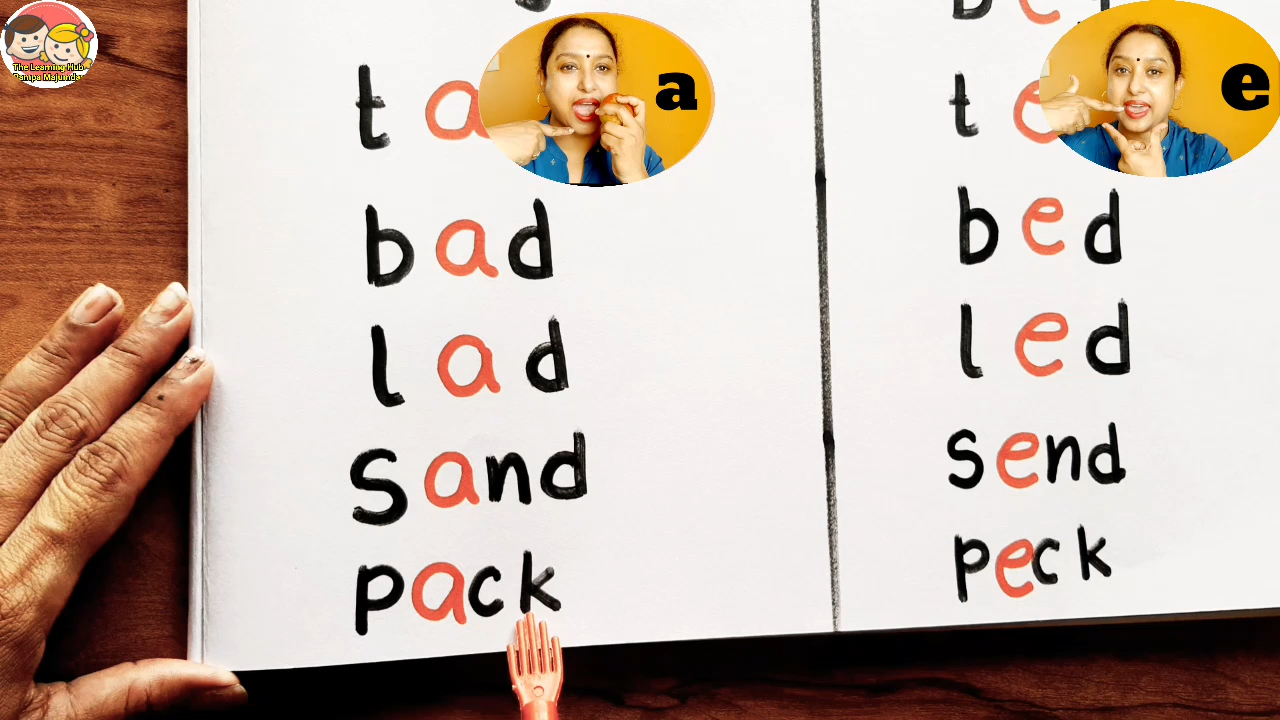 The Learning Hub
a
e
bad
bed
lad
led
sand
send
pack
peck